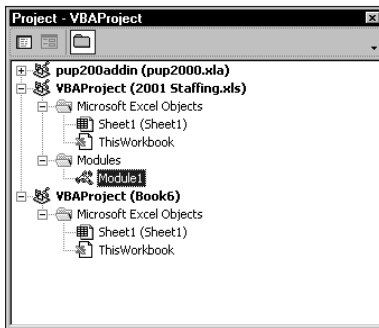 Project - VBAProject
pup200addin (pup2000.xla)
VBAProject (2001 Staffing.xls)
Microsoft Excel Objects
Sheet1 (Sheet1)
ThisWorkbook
Modules
Module1
VBAProject (Book6)
Microsoft Excel Objects
Sheet1 (Sheet1)
ThisWorkbook